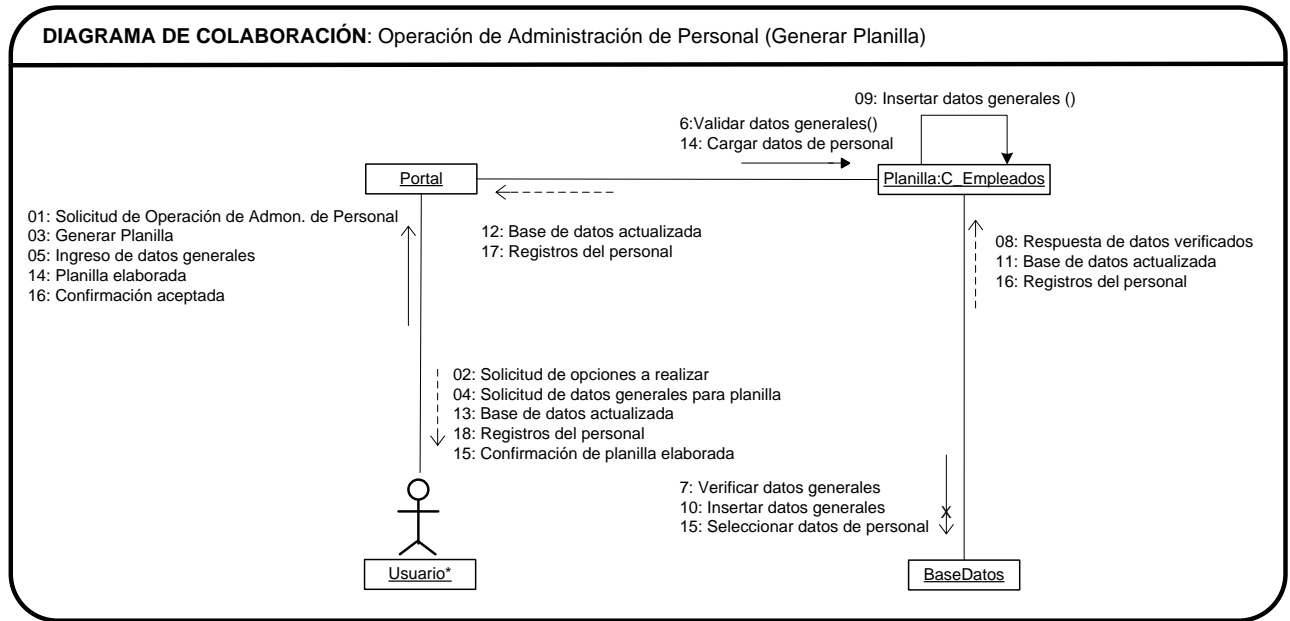 DIAGRAMA DE COLABORACIÓN: Operación de Administración de Personal (Generar Planilla)
09: Insertar datos generales ()
6:Validar datos generales()
14: Cargar datos de personal
Portal
Planilla:C_Empleados
01: Solicitud de Operación de Admon. de Personal
03: Generar Planilla
05: Ingreso de datos generales
14: Planilla elaborada
16: Confirmación aceptada
12: Base de datos actualizada
17: Registros del personal
08: Respuesta de datos verificados
11: Base de datos actualizada
16: Registros del personal
02: Solicitud de opciones a realizar
04: Solicitud de datos generales para planilla
13: Base de datos actualizada
18: Registros del personal
15: Confirmación de planilla elaborada
7: Verificar datos generales
10: Insertar datos generales
15: Seleccionar datos de personal
Usuario*
BaseDatos